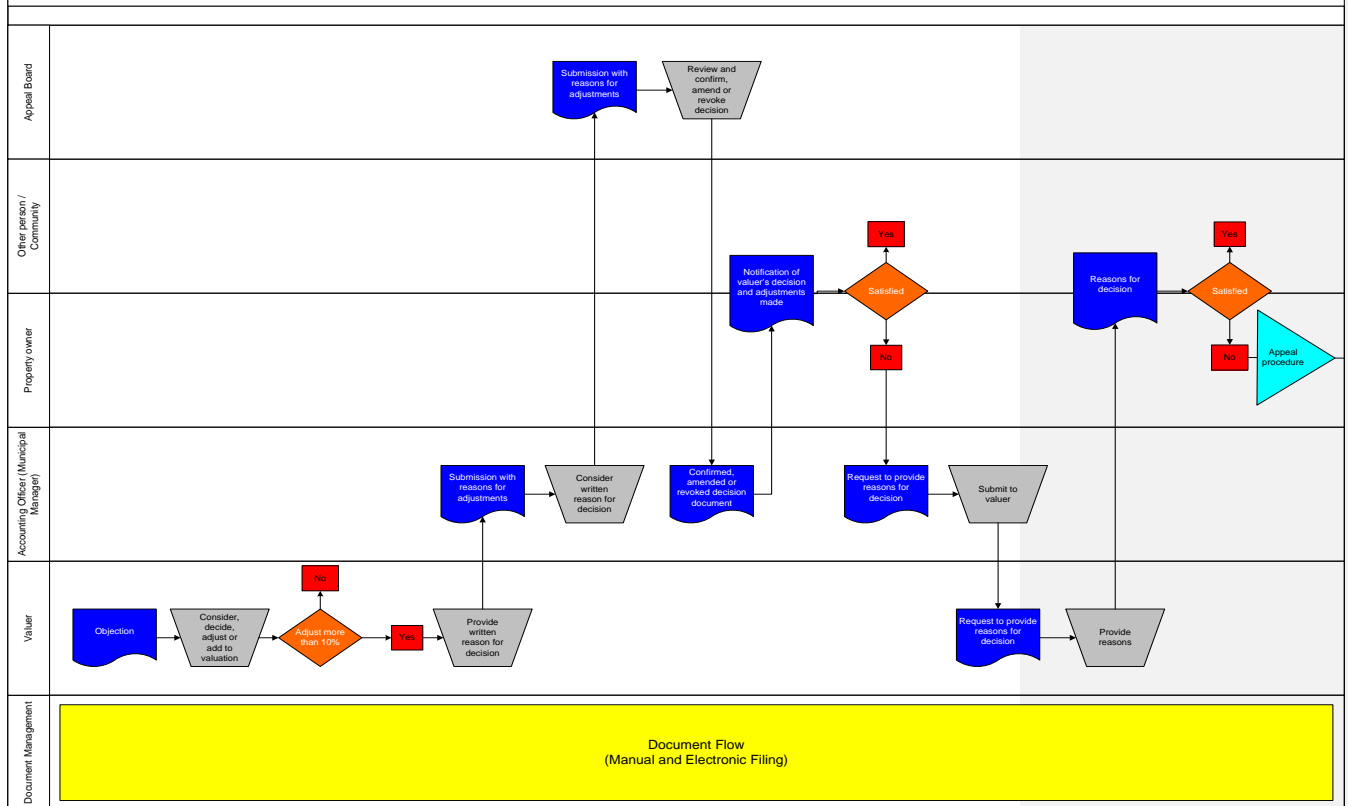 Appeal Board
Submission with
reasons for
adjustments
Review and
confirm,
amend or
revoke
decision
Other person /
Community
Notification of
valuer's decision
and adjustments
made
Yes
Satisfied
Reasons for
decision
Yes
Satisfied
Property owner
No
No
Appeal
procedure
Accounting Officer (Municipal
Manager)
Submission with
reasons for
adjustments
Consider
written
reason for
decision
Confirmed,
amended or
revoked decision
document
Request to provide
reasons for
decision
Submit to
valuer
Valuer
Objection
Consider,
decide,
adjust or
add to
valuation
No
Adjust more
than 10%
Yes
Provide
written
reason for
decision
Request to provide
reasons for
decision
Provide
reasons
Document Management
Document Flow
(Manual and Electronic Filing)